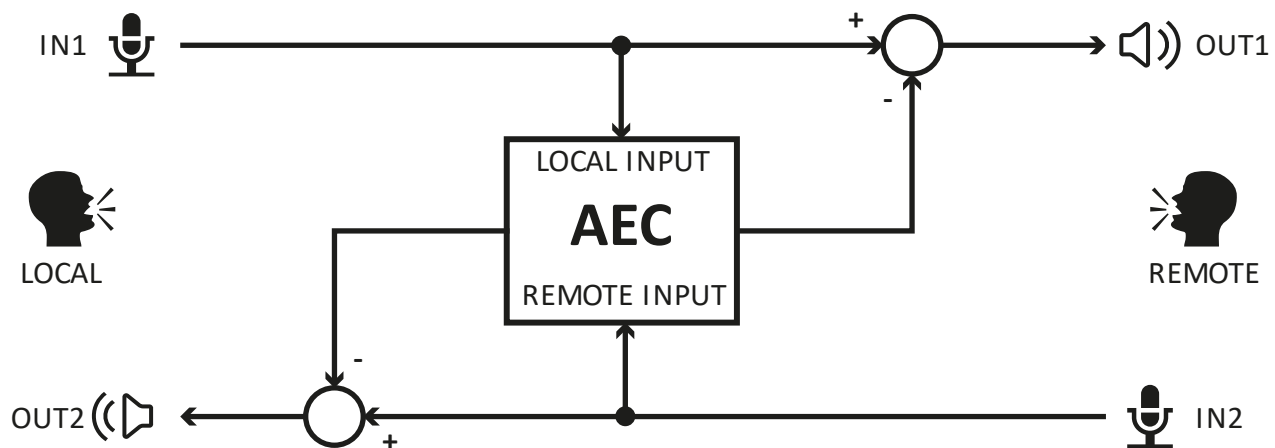 IN1
+
OUT1
-
LOCAL INPUT
AEC
REMOTE INPUT
LOCAL
REMOTE
-
OUT2
+
IN2